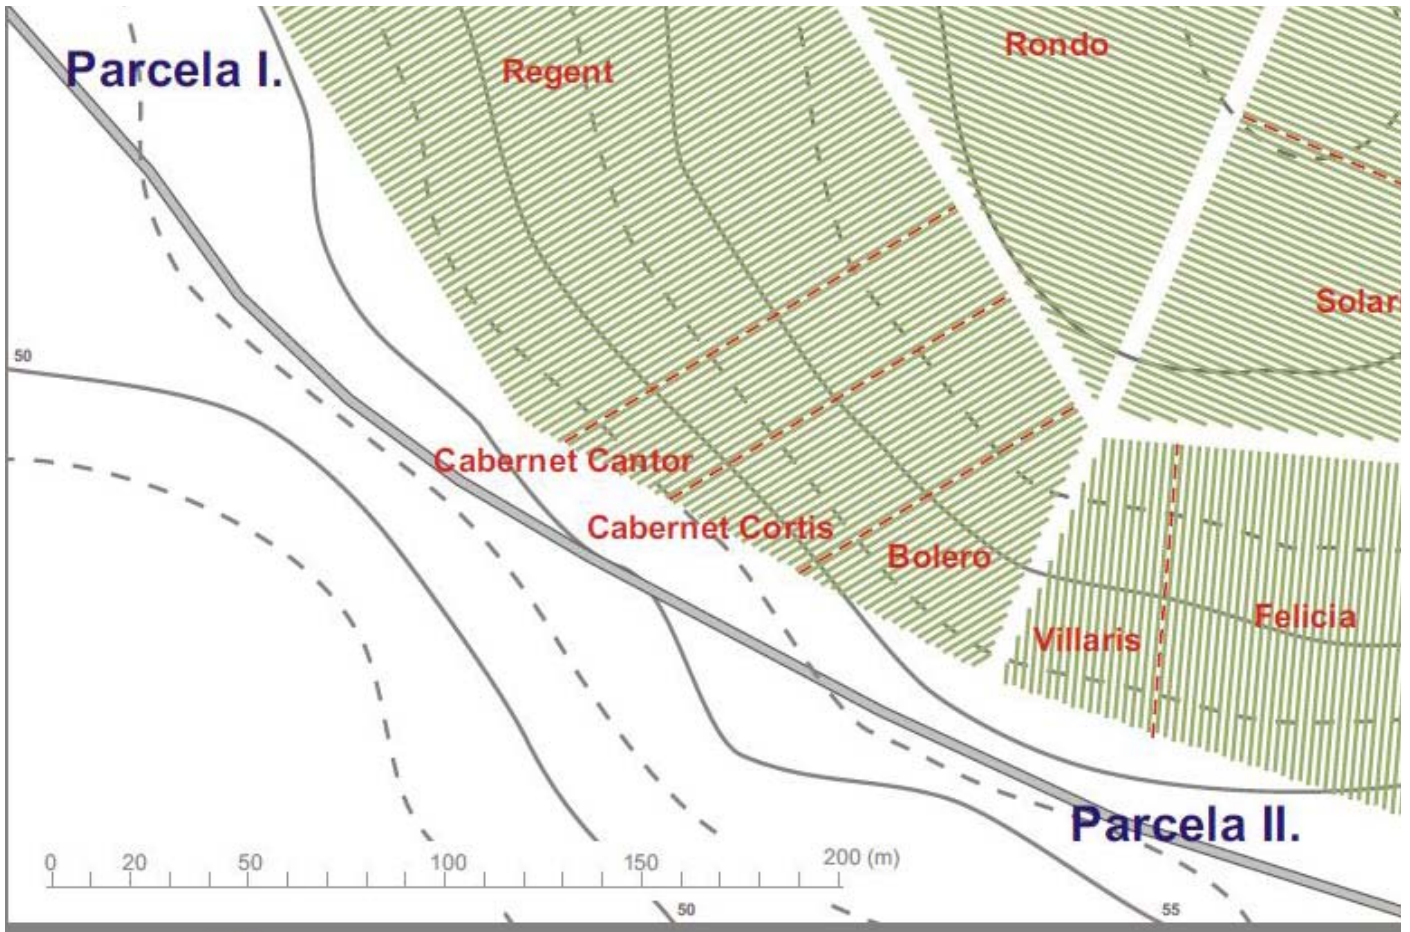 Rondo
Parcela I.
Regent
Solari
50
Cabernet Cantor
Cabernet Cortis
Bolero
Felicia
Villaris
Parcela II.
0 20 50 100 150 200 (m)
50
55